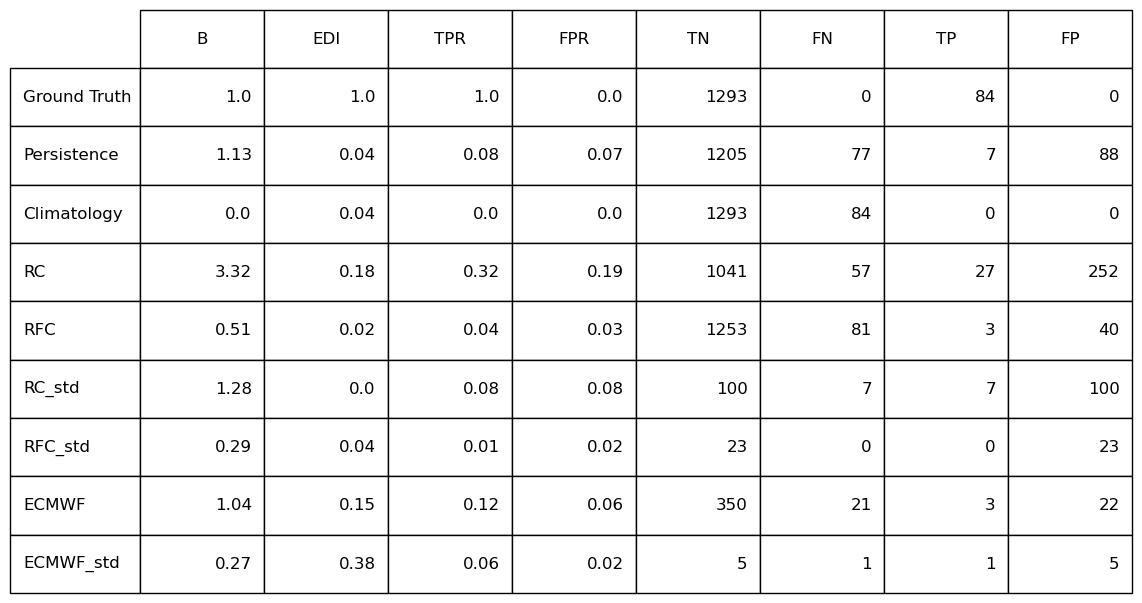 B EDI TPR FPR TN FN TP FP
Ground Truth 1.0 1.0 1.0 0.0 1293 0 84 0
Persistence 1.13 0.04 0.08 0.07 1205 77 7 88
Climatology 0.0 0.04 0.0 0.0 1293 84 0 0
RC 3.32 0.18 0.32 0.19 1041 57 27 252
RFC 0.51 0.02 0.04 0.03 1253 81 3 40
RC_std 1.28 0.0 0.08 0.08 100 7 7 100
RFC_std 0.29 0.04 0.01 0.02 23 0 0 23
ECMWF 1.04 0.15 0.12 0.06 350 21 3 22
ECMWF_std 0.27 0.38 0.06 0.02 5 1 1 5